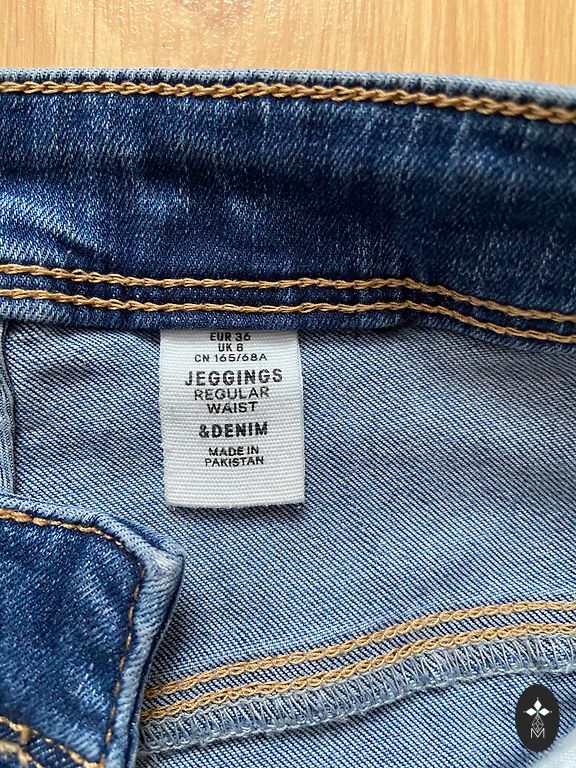 EUR 36
UK 8
CN 165/68A
JEGGINGS
REGULAR
WAIST
&DENIM
MADE IN
PAKISTAN
M